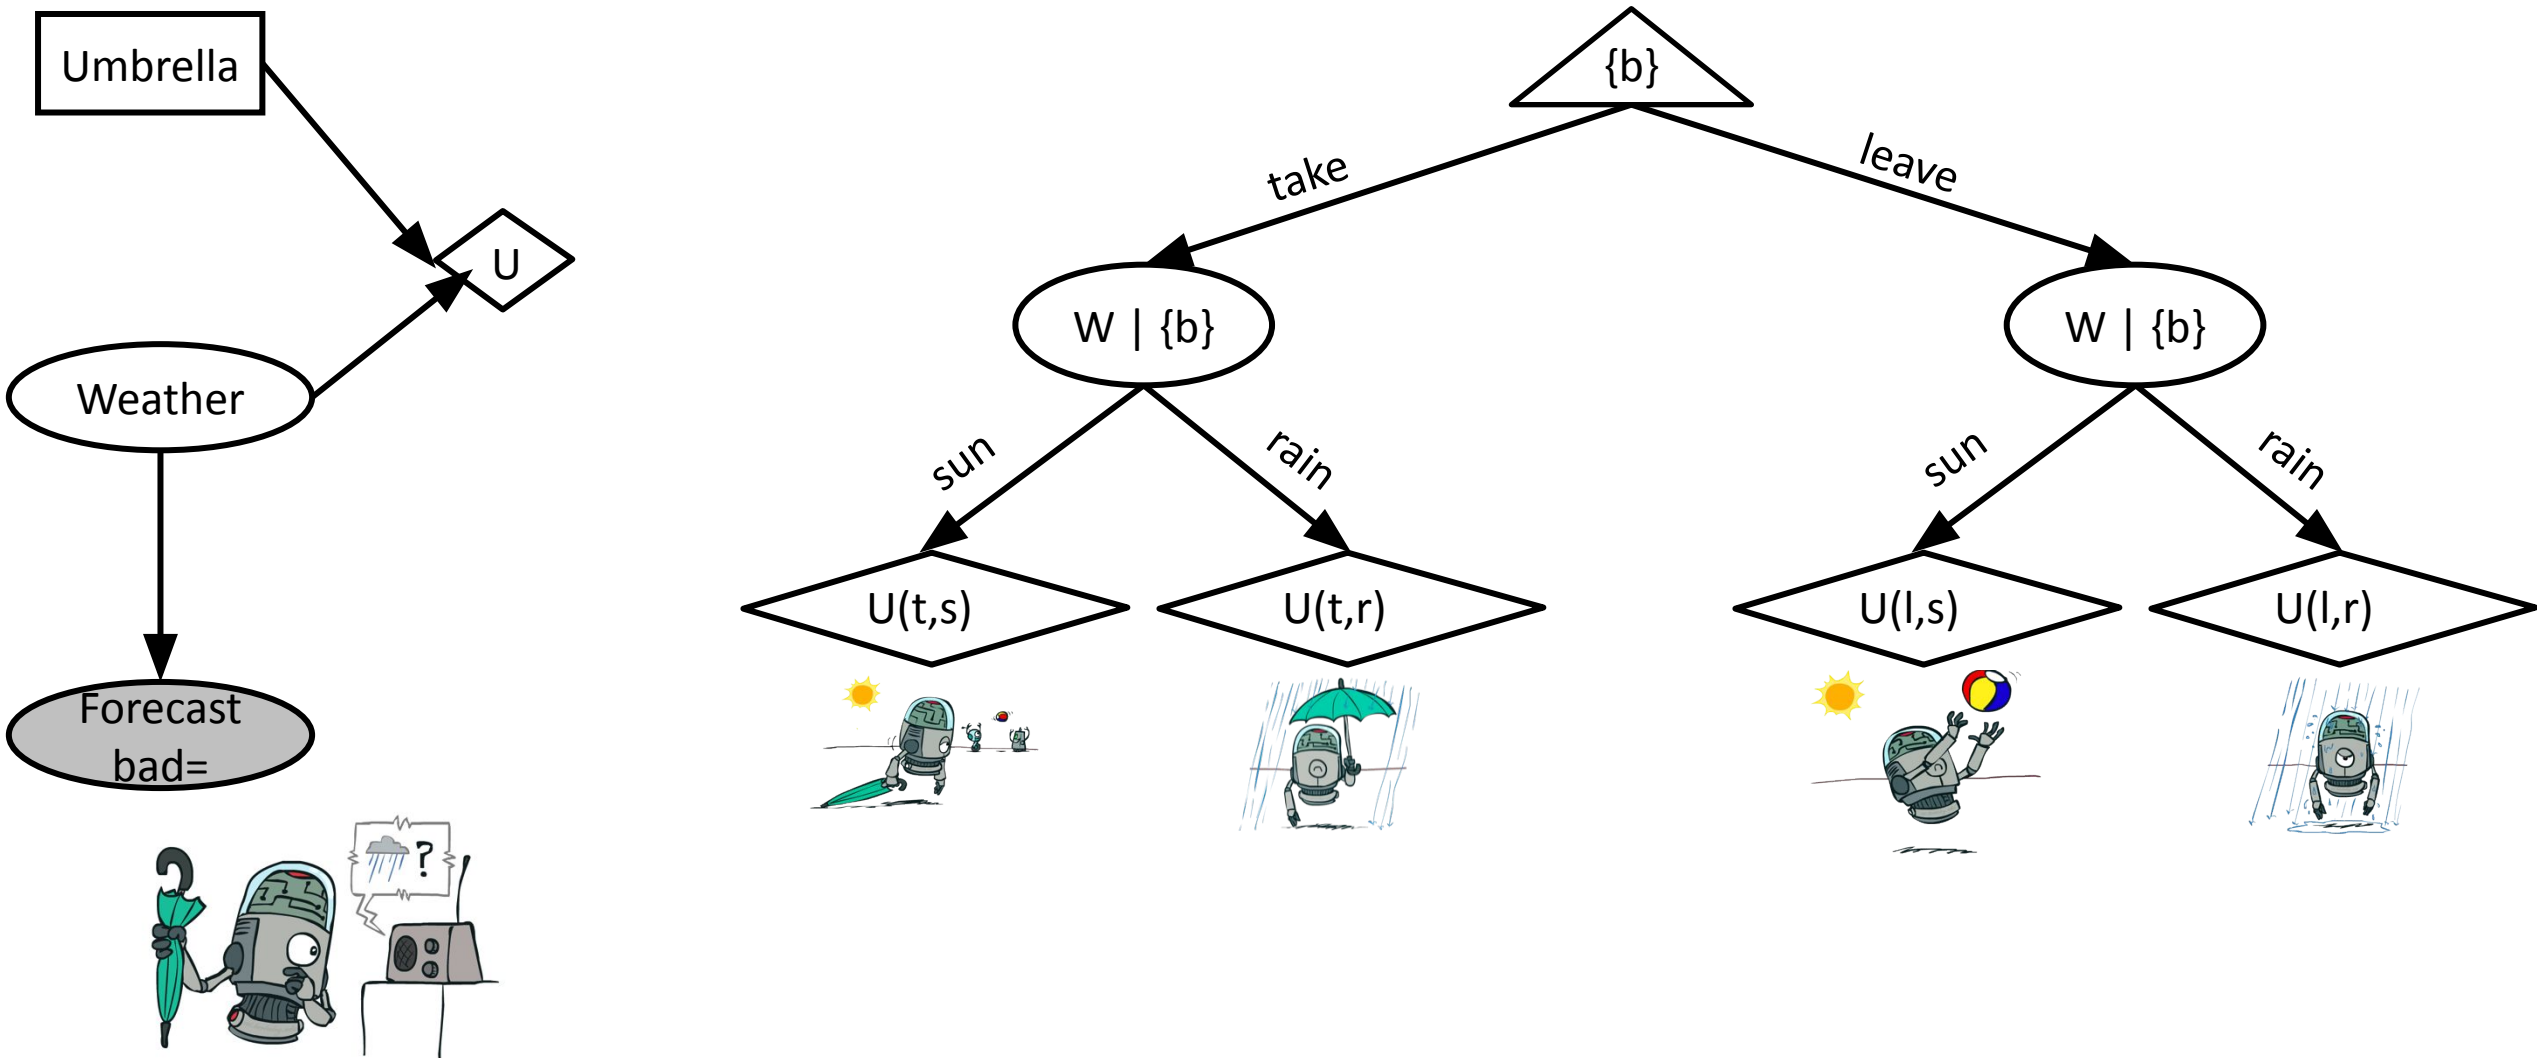 Umbrella
U
Weather
Forecast
bad=
?
{b}
take
leave
W | {b}
W | {b}
sun
rain
sun
rain
U(t,s)
U(t,r)
U(l,s)
U(l,r)